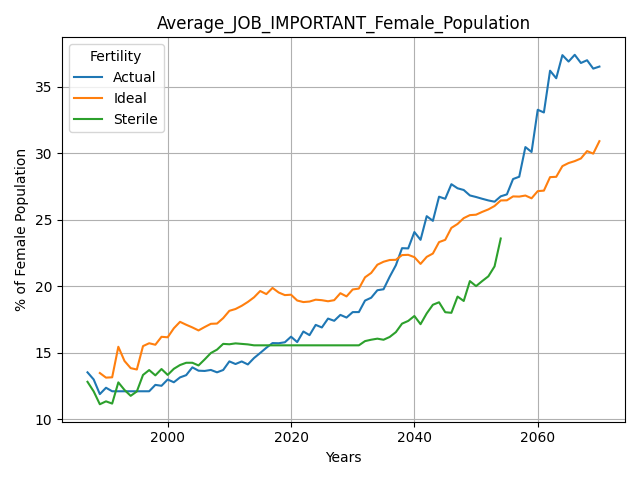 Average_JOB_IMPORTANT_Female_Population
Fertility
Actual
Ideal
Sterile
% of Female Population
35
30
25
20
15
10
2000
2020
2040
2060
Years